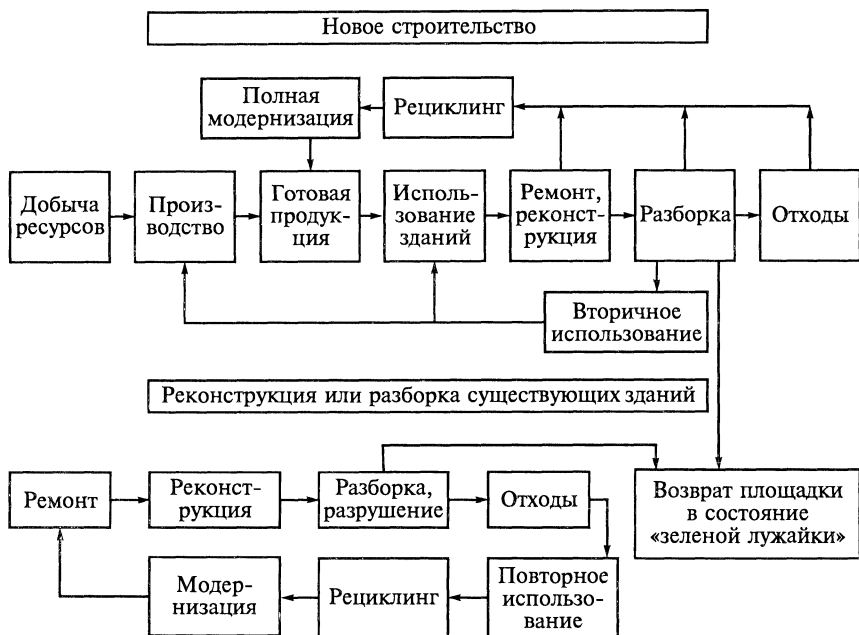 Новое строительство
Полная
модернизация
Рециклинг
Добыча
ресурсов
Произ-
водство
Готовая
продук-
ция
Исполь-
зование
зданий
Ремонт,
реконст-
рукция
Разборка
Отходы
Вторичное
использование
Реконструкция или разборка существующих зданий
Ремонт
Реконст-
рукция
Разборка,
разрушение
Отходы
Возврат площадки
в состояние
«зеленой лужайки»
Модер-
низация
Рециклинг
Повторное
использо-
вание